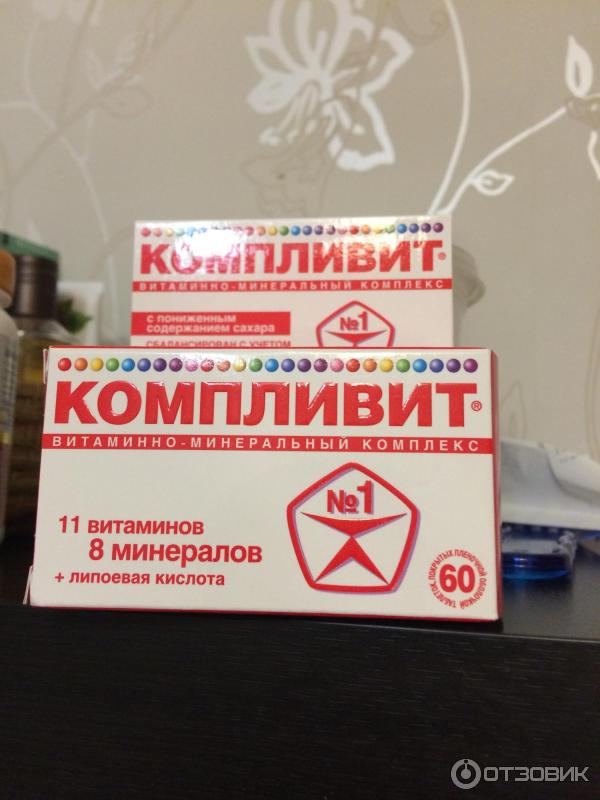 КОМПЛИВИТ®
ВИТАМИННО-МИНЕРАЛЬНЫЙ КОМПЛЕКС
с пониженным
содержанием сахара
СБАЛАНСИРОВАН С УЧЕТОМ
№1
КОМПЛИВИТ®
ВИТАМИННО-МИНЕРАЛЬНЫЙ КОМПЛЕКС
№1
11 витаминов
8 минералов
+ липоевая кислота
60
ТАБЛЕТОК, ПОКРЫТЫХ ПЛЕНОЧНОЙ ОБОЛОЧКОЙ
ОТЗОВИК